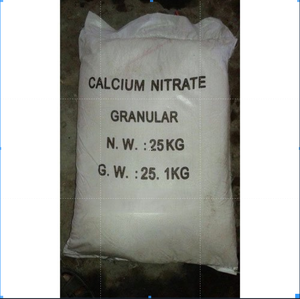 CALCIUM NITRATE
GRANULAR
N. W. : 25KG
G. W. : 25. 1KG